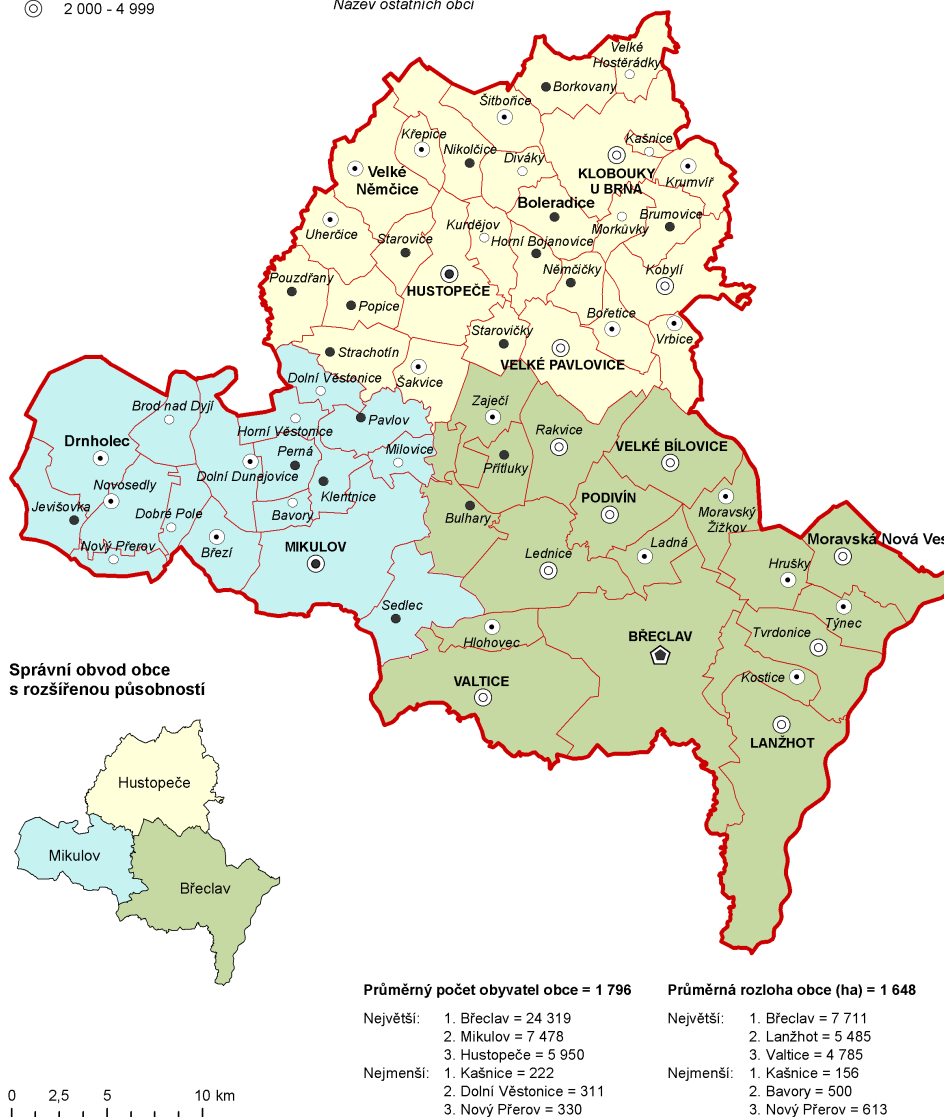 2 000 - 4 999
Název ostatních obcí
Velké
Hostěrádky
Borkovany
Šitbořice
Křepice
Nikolčice
Diváky
Kašnice
KLOBOUKY
U BRNA
Krumvíř
Velké
Němčice
Boleradice
Uherčice
Starovice
Kurdějov
Horní Bojanovice
Morkůvky
Brumovice
Pouzdřany
HUSTOPEČE
Popice
Němčičky
Kobylí
Bořetice
Vrbice
Starovičky
VELKÉ PAVLOVICE
Strachotín
Šakvice
Dolní Věstonice
Brod nad Dyjí
Horní Věstonice
Pavlov
Zaječí
Rakvice
VELKÉ BÍLOVICE
Drnholec
Perná
Milovice
Dolní Dunajovice
Přítluky
Novosedly
Klentnice
PODIVÍN
Jevišovka
Dobré Pole
Bavory
Bulhary
Moravský
Žižkov
Nový Přerov
Březí
MIKULOV
Lednice
Ladná
Moravská Nová Ves
Hrušky
Sedlec
Hlohovec
BŘECLAV
Týnec
Tvrdonice
Kostice
VALTICE
LANŽHOT
Správní obvod obce
s rozšířenou působností
Hustopeče
Mikulov
Břeclav
Průměrný počet obyvatel obce = 1 796
Největší: 1. Břeclav = 24 319
2. Mikulov = 7 478
3. Hustopeče = 5 950
Nejmenší: 1. Kašnice = 222
2. Dolní Věstonice = 311
3. Nový Přerov = 330
Průměrná rozloha obce (ha) = 1 648
Největší: 1. Břeclav = 7 711
2. Lanžhot = 5 485
3. Valtice = 4 785
Nejmenší: 1. Kašnice = 156
2. Bavory = 500
3. Nový Přerov = 613
0 2,5 5 10 km